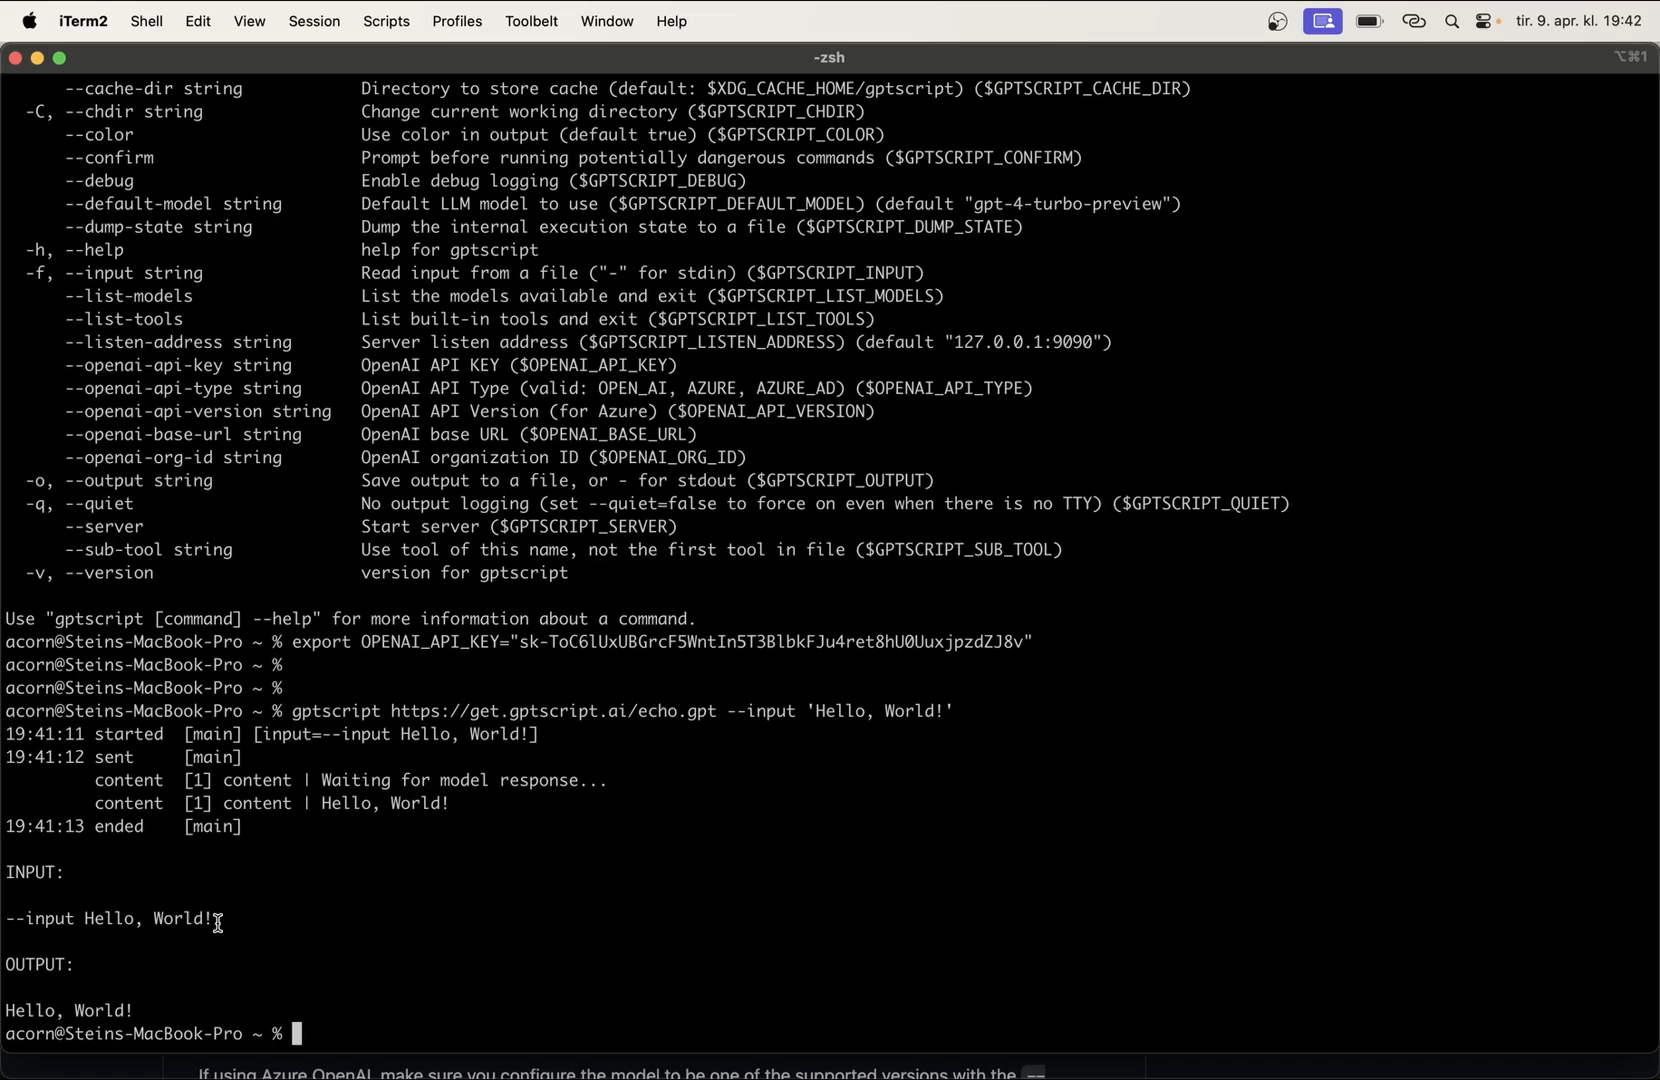 iTerm2 Shell Edit View Session Scripts Profiles Toolbelt Window Help tir. 9. apr. kl. 19:42
-zsh ⌥⌘1
--cache-dir string Directory to store cache (default: $XDG_CACHE_HOME/gptscript) ($GPTSCRIPT_CACHE_DIR)
-C, --chdir string Change current working directory ($GPTSCRIPT_CHDIR)
--color Use color in output (default true) ($GPTSCRIPT_COLOR)
--confirm Prompt before running potentially dangerous commands ($GPTSCRIPT_CONFIRM)
--debug Enable debug logging ($GPTSCRIPT_DEBUG)
--default-model string Default LLM model to use ($GPTSCRIPT_DEFAULT_MODEL) (default "gpt-4-turbo-preview")
--dump-state string Dump the internal execution state to a file ($GPTSCRIPT_DUMP_STATE)
-h, --help help for gptscript
-f, --input string Read input from a file ("-" for stdin) ($GPTSCRIPT_INPUT)
--list-models List the models available and exit ($GPTSCRIPT_LIST_MODELS)
--list-tools List built-in tools and exit ($GPTSCRIPT_LIST_TOOLS)
--listen-address string Server listen address ($GPTSCRIPT_LISTEN_ADDRESS) (default "127.0.0.1:9090")
--openai-api-key string OpenAI API KEY ($OPENAI_API_KEY)
--openai-api-type string OpenAI API Type (valid: OPEN_AI, AZURE, AZURE_AD) ($OPENAI_API_TYPE)
--openai-api-version string OpenAI API Version (for Azure) ($OPENAI_API_VERSION)
--openai-base-url string OpenAI base URL ($OPENAI_BASE_URL)
--openai-org-id string OpenAI organization ID ($OPENAI_ORG_ID)
-o, --output string Save output to a file, or - for stdout ($GPTSCRIPT_OUTPUT)
-q, --quiet No output logging (set --quiet=false to force on even when there is no TTY) ($GPTSCRIPT_QUIET)
--server Start server ($GPTSCRIPT_SERVER)
--sub-tool string Use tool of this name, not the first tool in file ($GPTSCRIPT_SUB_TOOL)
-v, --version version for gptscript
Use "gptscript [command] --help" for more information about a command.
acorn@Steins-MacBook-Pro ~ % export OPENAI_API_KEY="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"
acorn@Steins-MacBook-Pro ~ %
acorn@Steins-MacBook-Pro ~ %
acorn@Steins-MacBook-Pro ~ % gptscript https://get.gptscript.ai/echo.gpt --input 'Hello, World!'
19:41:11 started [main] [input=--input Hello, World!]
19:41:12 sent [main]
content [1] content | Waiting for model response...
content [1] content | Hello, World!
19:41:13 ended [main]
INPUT:
--input Hello, World!
OUTPUT:
Hello, World!
acorn@Steins-MacBook-Pro ~ %
If using Azure OpenAI, make sure you configure the model to be one of the supported versions with the --